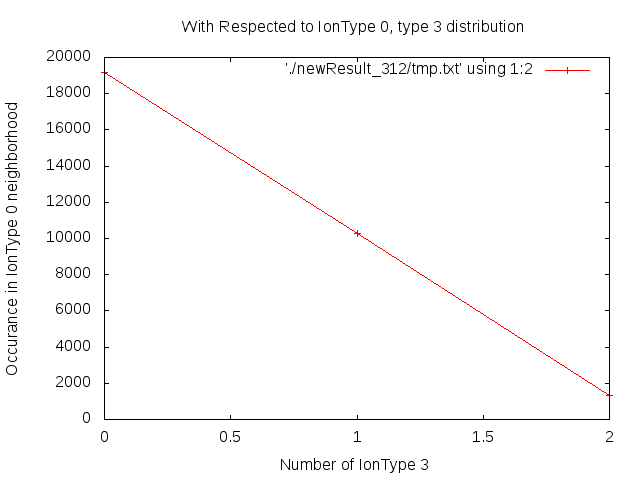 With Respected to IonType 0, type 3 distribution
'./newResult_312/tmp.txt' using 1:2
20000
18000
16000
14000
12000
10000
8000
6000
4000
2000
0
Occurance in IonType 0 neighborhood
0 0.5 1 1.5 2
Number of IonType 3